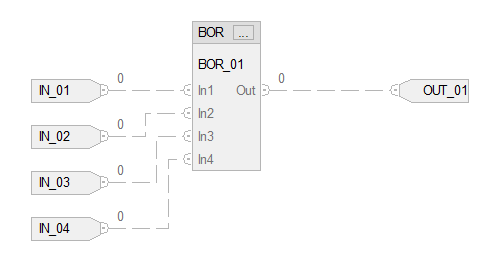 BOR ...
BOR_01
0
IN_01 In1 Out 0 OUT_01
0
IN_02 In2
0
IN_03 In3
0
IN_04 In4